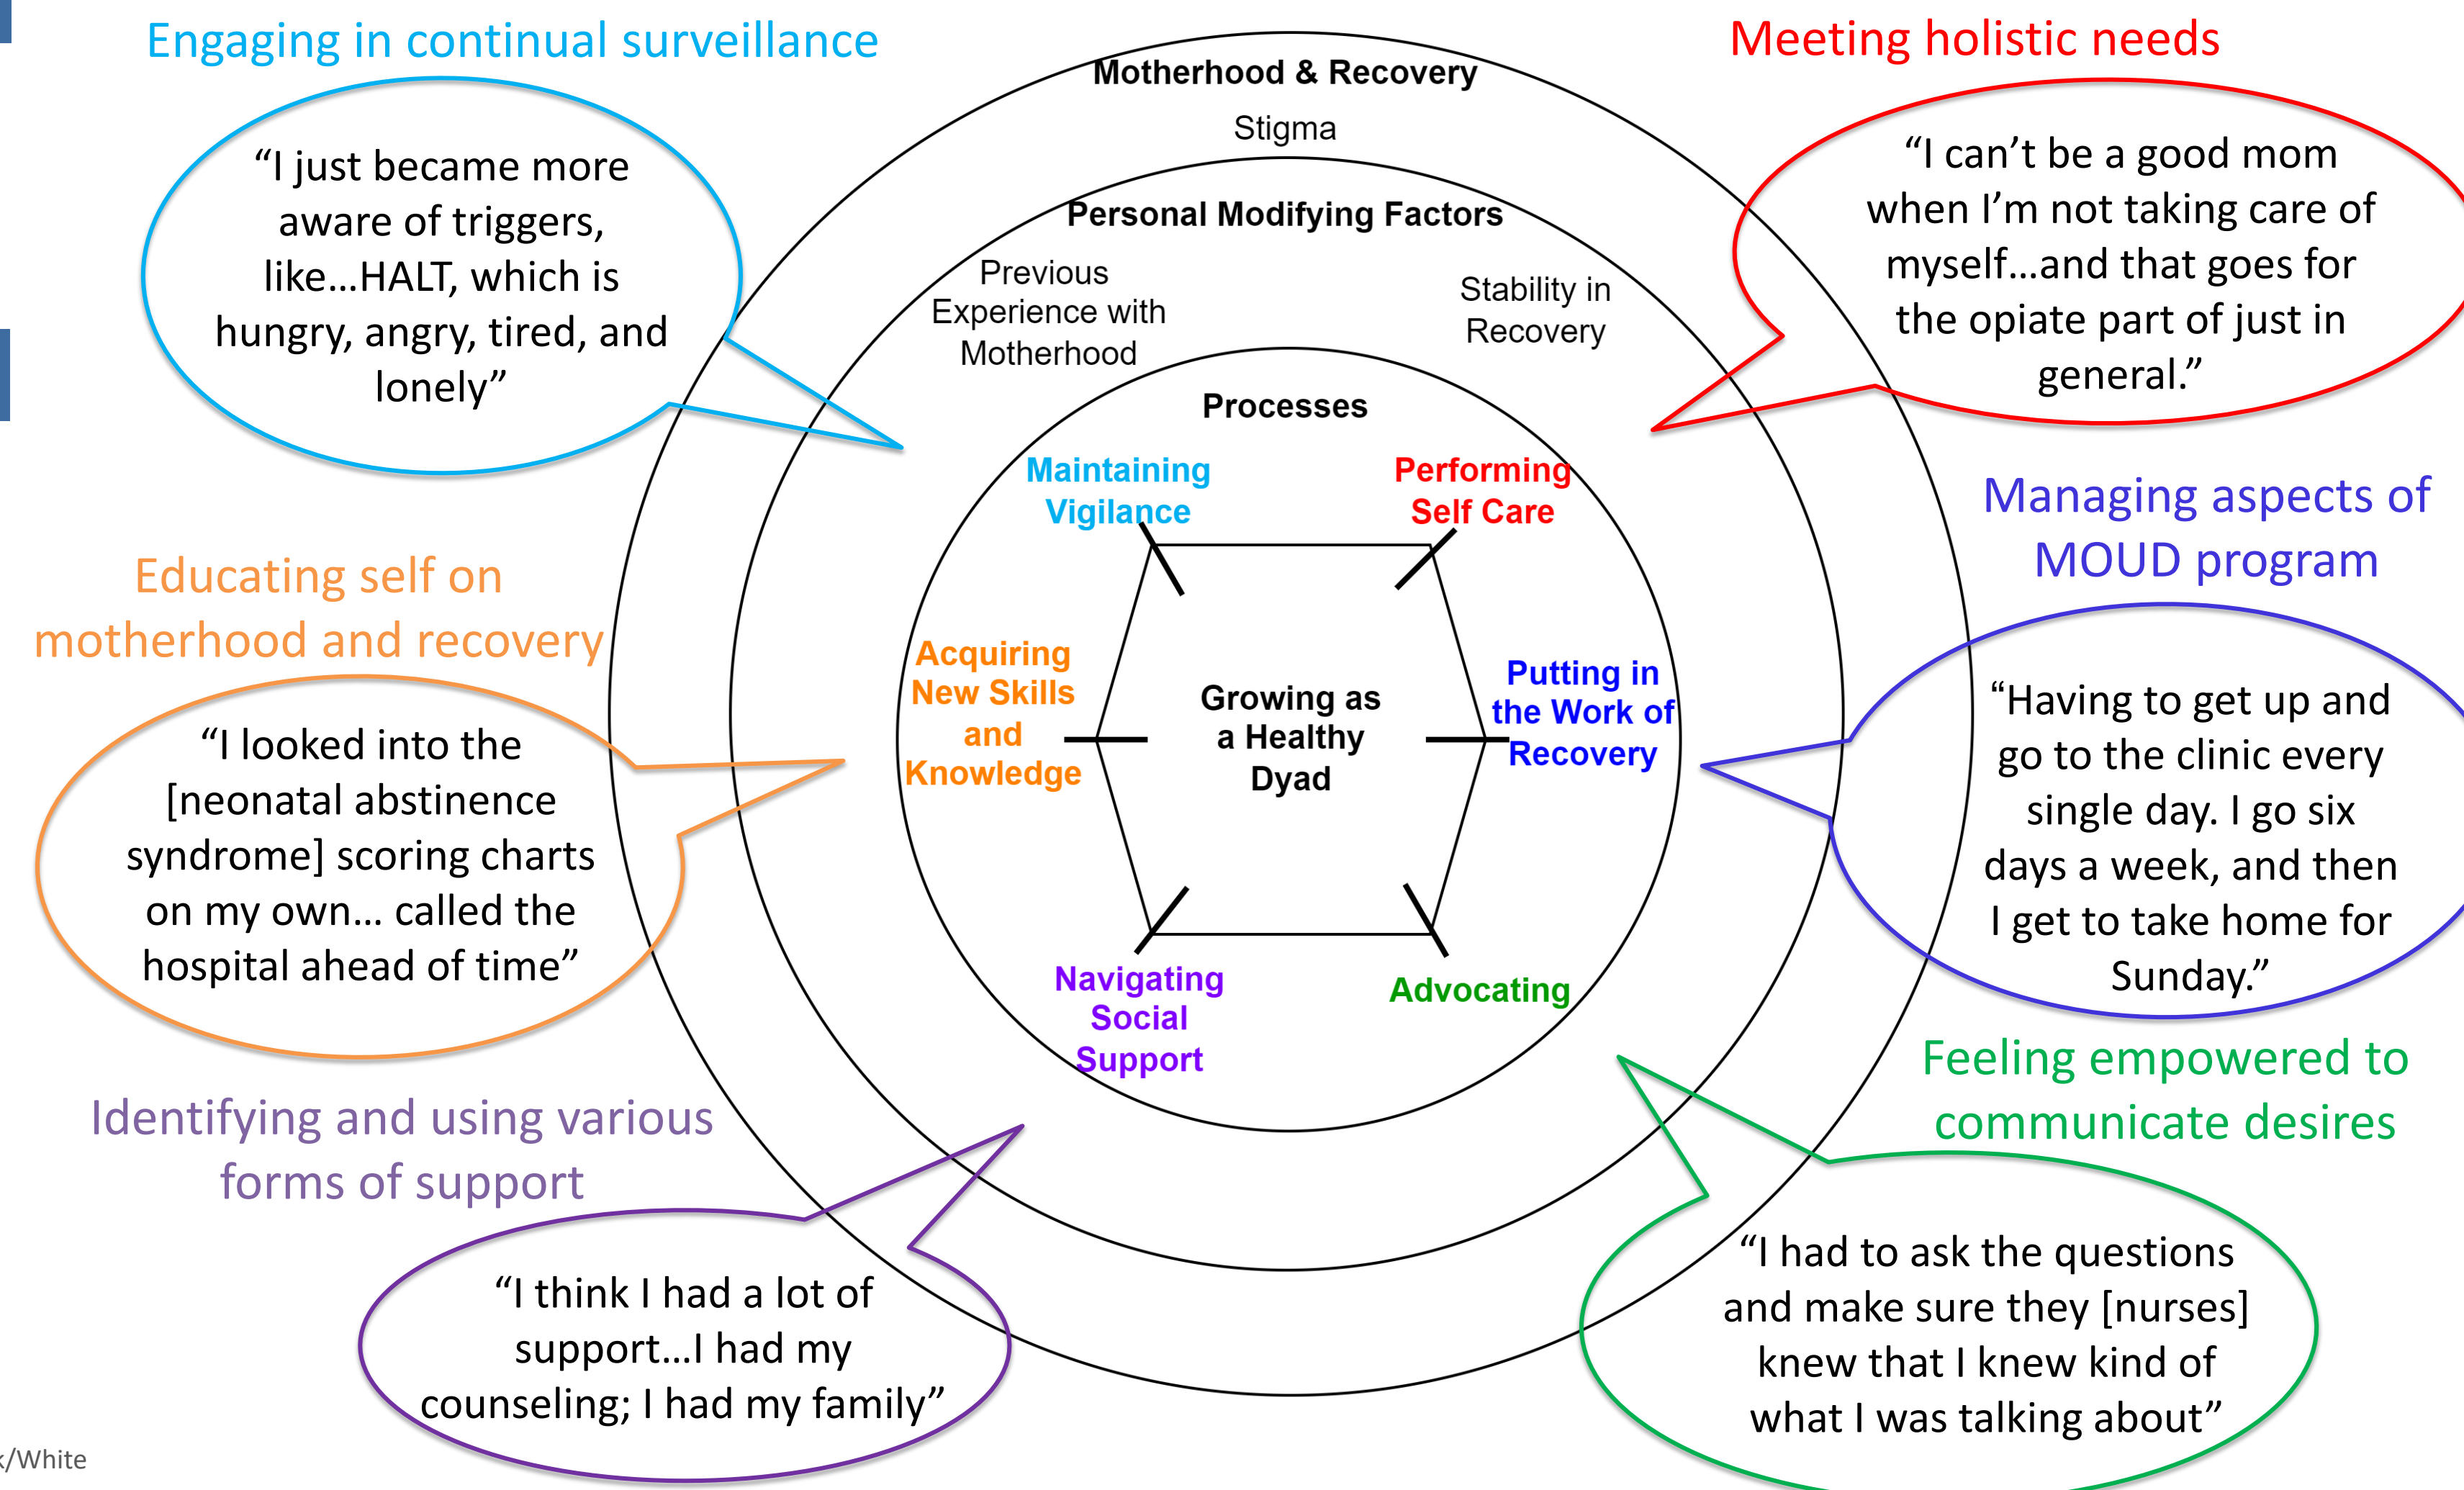 Engaging in continual surveillance
“I just became more
aware of triggers,
like…HALT, which is
hungry, angry, tired, and
lonely”
Educating self on
motherhood and recovery
“I looked into the
[neonatal abstinence
syndrome] scoring charts
on my own… called the
hospital ahead of time”
Identifying and using various
forms of support
“I think I had a lot of
support…I had my
counseling; I had my family”
Motherhood & Recovery
Stigma
Personal Modifying Factors
Previous
Experience with
Motherhood
Stability in
Recovery
Processes
Maintaining
Vigilance
Performing
Self Care
Acquiring
New Skills
and
Knowledge
Growing as
a Healthy
Dyad
Putting in
the Work of
Recovery
Navigating
Social
Support
Advocating
Meeting holistic needs
“I can’t be a good mom
when I’m not taking care of
myself…and that goes for
the opiate part of just in
general.”
Managing aspects of
MOUD program
“Having to get up and
go to the clinic every
single day. I go six
days a week, and then
I get to take home for
Sunday.”
Feeling empowered to
communicate desires
“I had to ask the questions
and make sure they [nurses]
knew that I knew kind of
what I was talking about”
/White